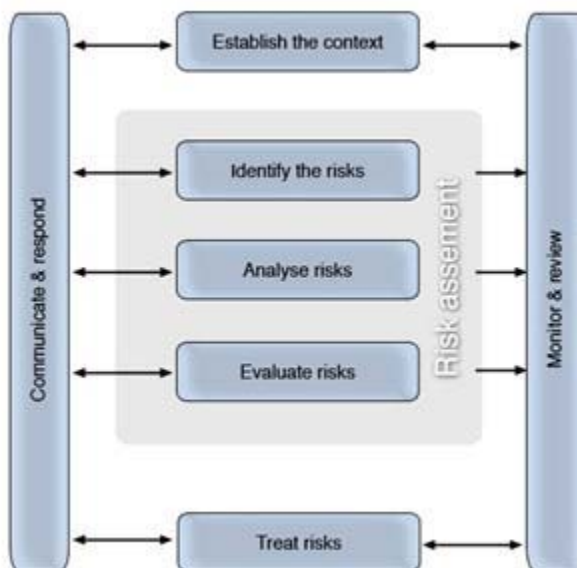 Establish the context
Communicate & respond
Identify the risks
Analyse risks
Evaluate risks
Risk assement
Monitor & review
Treat risks